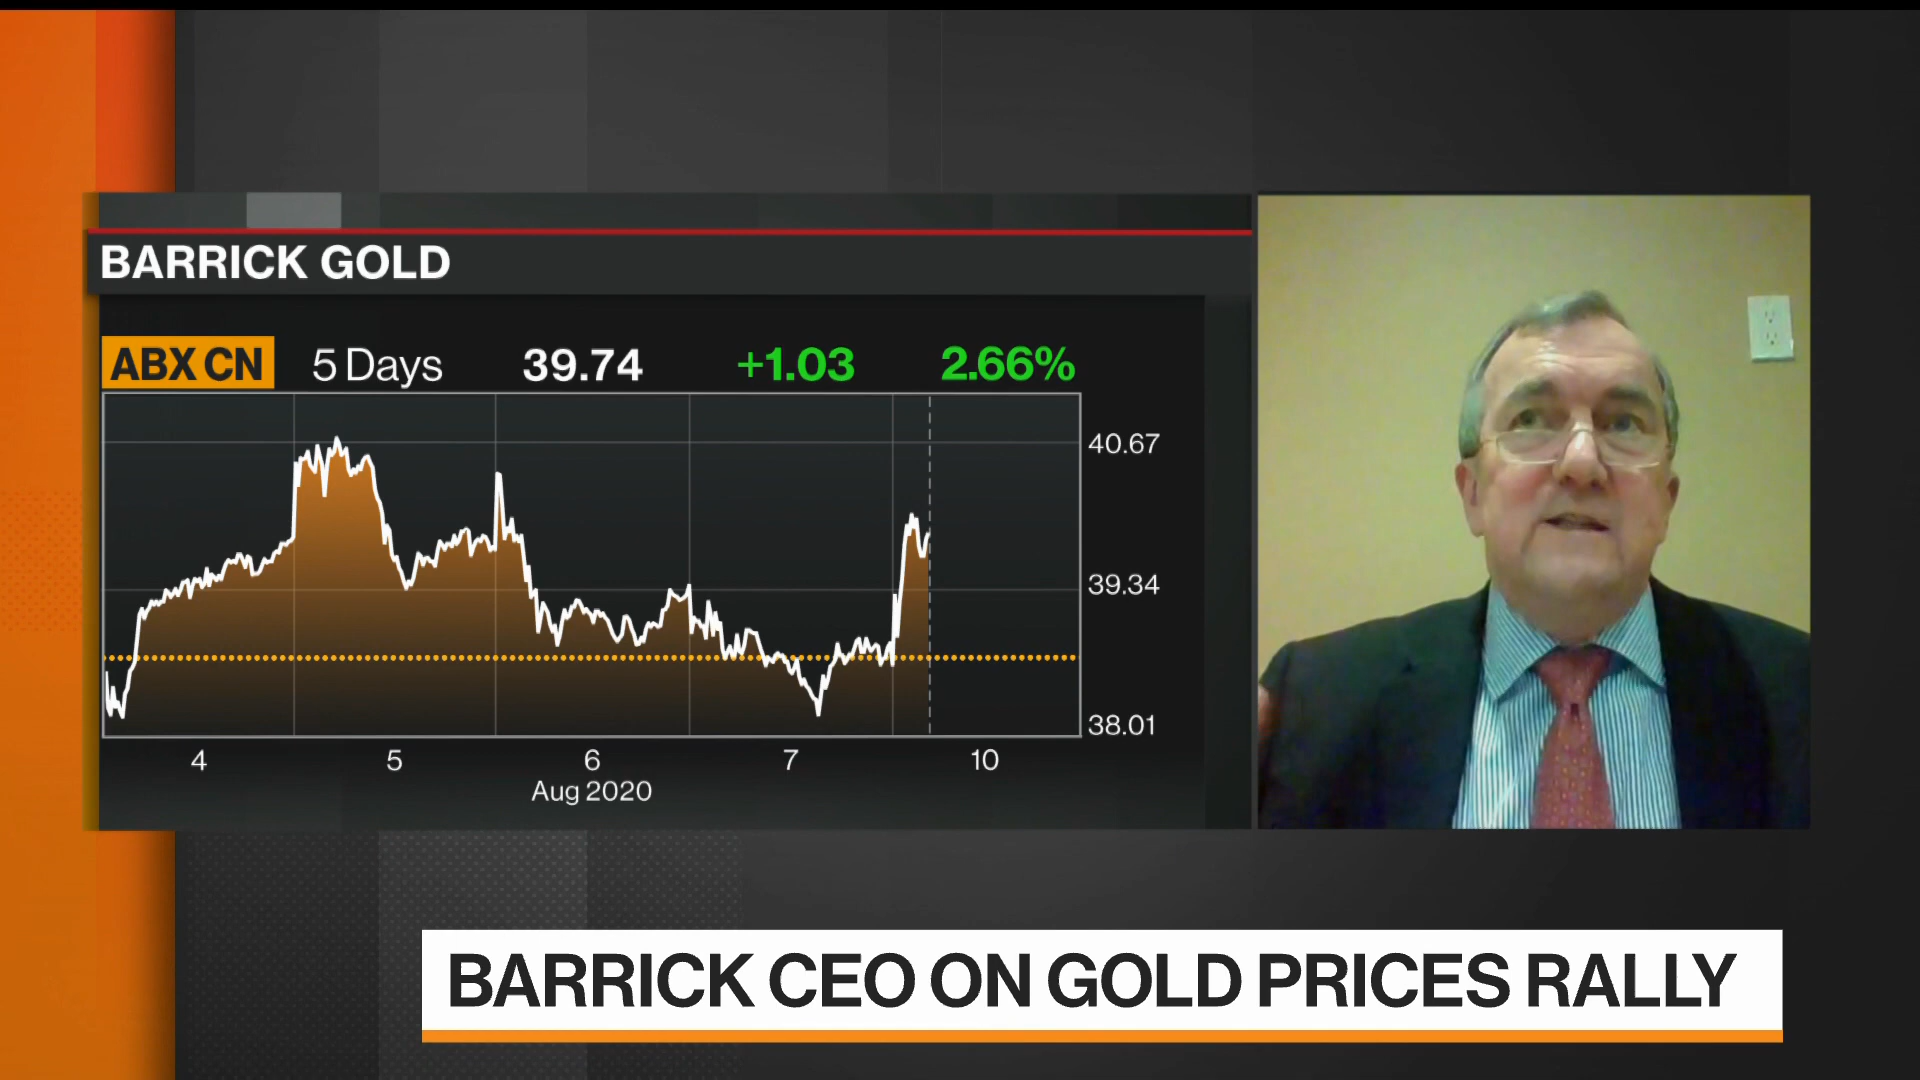 BARRICK GOLD
ABX CN 5 Days 39.74 +1.03 2.66%
40.67
39.34
38.01
4 5 6 7 10
Aug 2020
BARRICK CEO ON GOLD PRICES RALLY